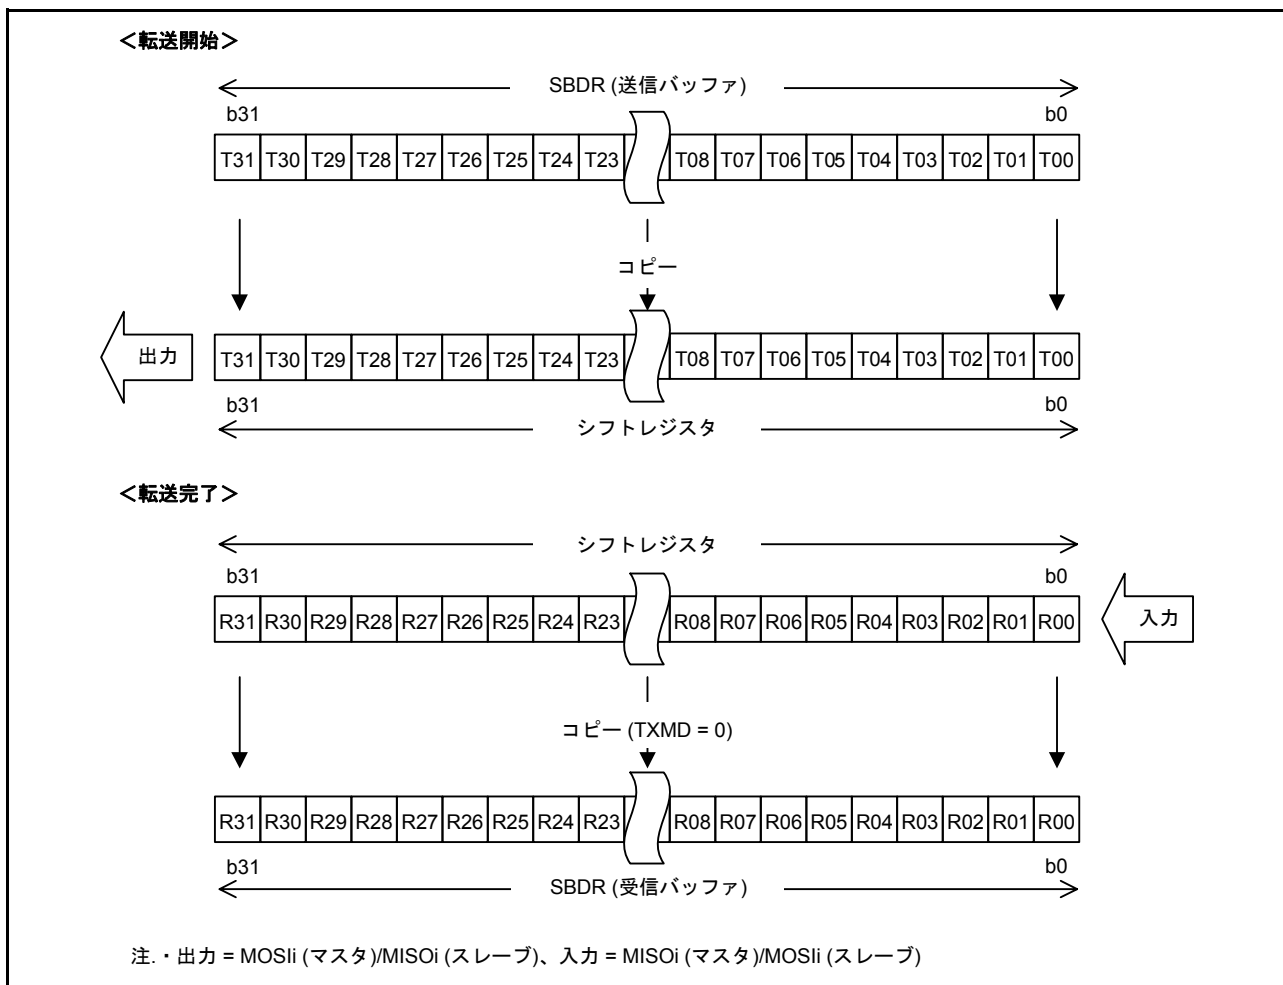 ＜転送開始＞
SBDR (送信バッファ)
b31 b0
T31 T30 T29 T28 T27 T26 T25 T24 T23 T08 T07 T06 T05 T04 T03 T02 T01 T00
コピー
出力
T31 T30 T29 T28 T27 T26 T25 T24 T23 T08 T07 T06 T05 T04 T03 T02 T01 T00
b31 b0
シフトレジスタ
＜転送完了＞
シフトレジスタ
b31 b0
R31 R30 R29 R28 R27 R26 R25 R24 R23 R08 R07 R06 R05 R04 R03 R02 R01 R00
入力
コピー (TXMD = 0)
R31 R30 R29 R28 R27 R26 R25 R24 R23 R08 R07 R06 R05 R04 R03 R02 R01 R00
b31 b0
SBDR (受信バッファ)
注.・出力 = MOSIi (マスタ)/MISOi (スレーブ)、入力 = MISOi (マスタ)/MOSIi (スレーブ)